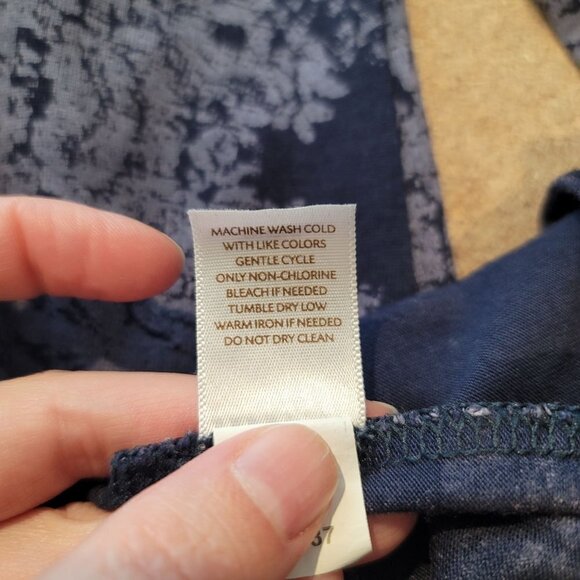 MACHINE WASH COLD
WITH LIKE COLORS
GENTLE CYCLE
ONLY NON-CHLORINE
BLEACH IF NEEDED
TUMBLE DRY LOW
WARM IRON IF NEEDED
DO NOT DRY CLEAN
37